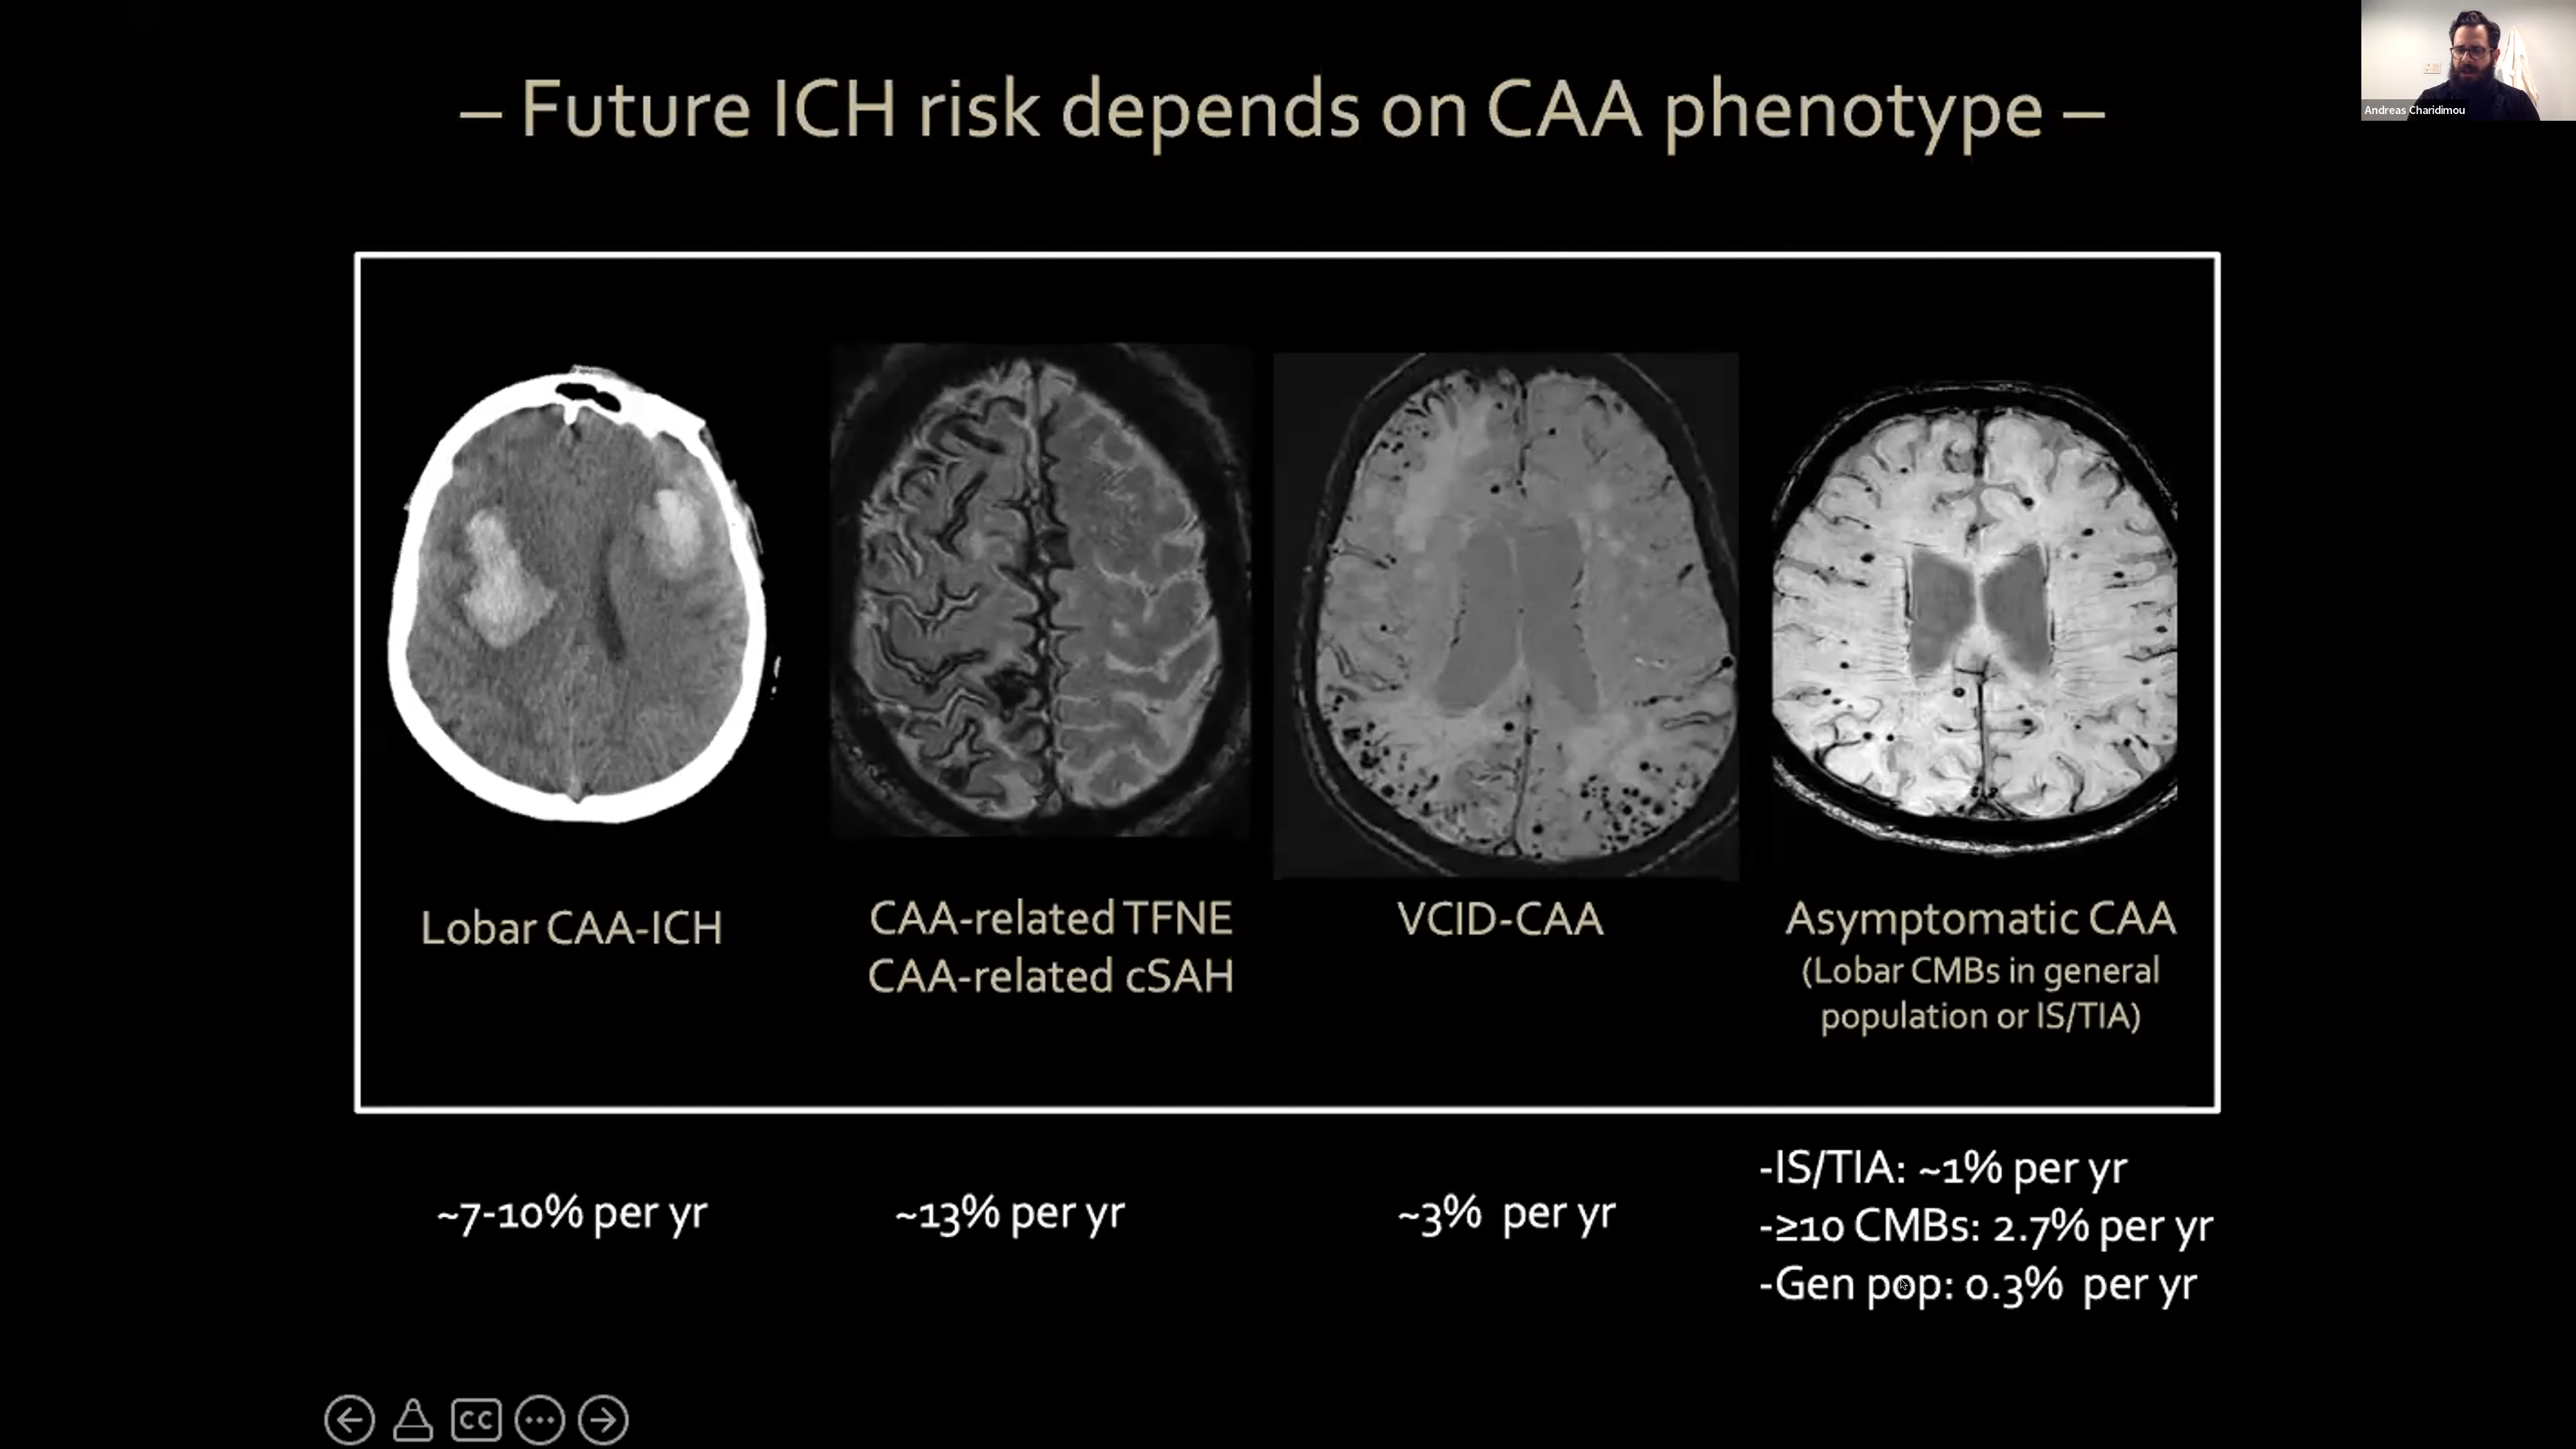 – Future ICH risk depends on CAA phenotype –
Andreas Charidimou
Lobar CAA-ICH
CAA-related TFNE
CAA-related cSAH
VCID-CAA
Asymptomatic CAA
(Lobar CMBs in general
population or IS/TIA)
~7-10% per yr
~13% per yr
~3% per yr
-IS/TIA: ~1% per yr
-≥10 CMBs: 2.7% per yr
-Gen pop: 0.3% per yr
CC